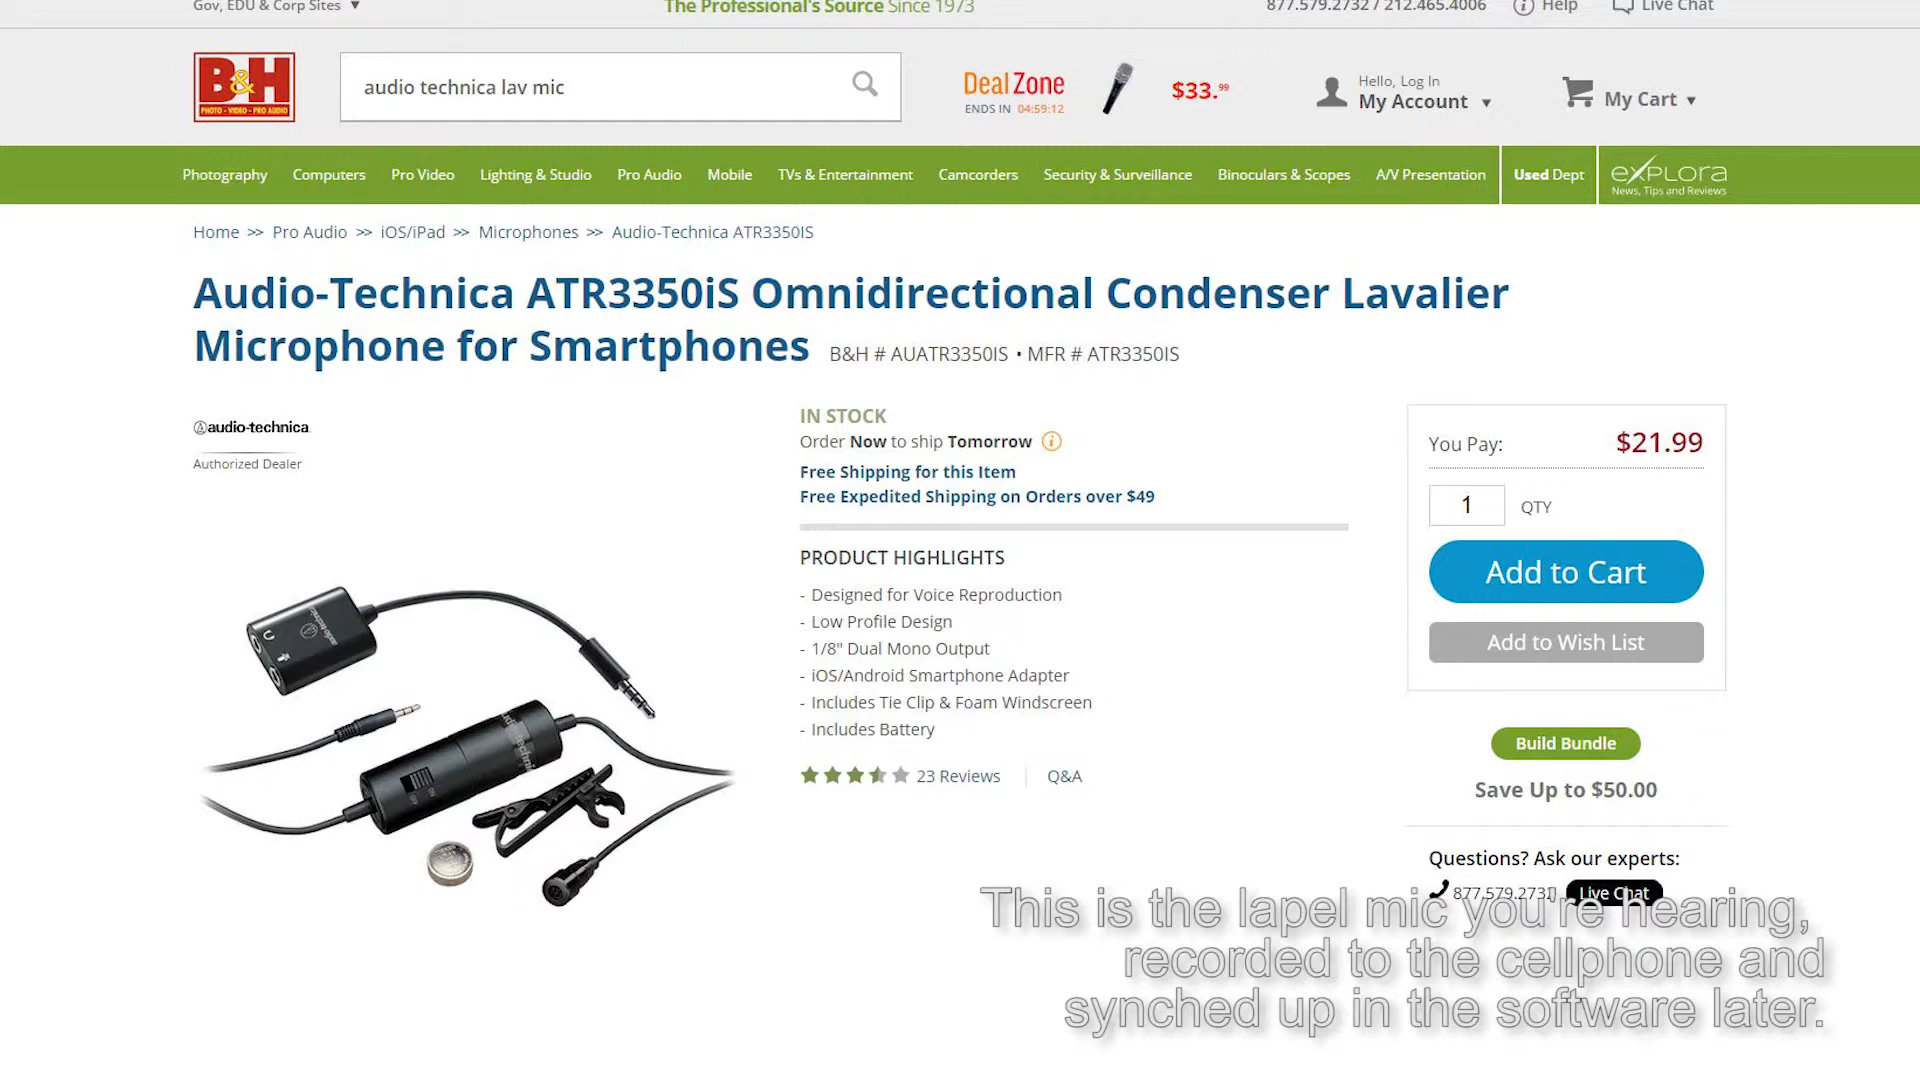 Gov, EDU & Corp Sites ▼
The Professional's Source Since 1973
877.579.2732 / 212.465.4006
Help
Live Chat
B&H
PHOTO - VIDEO - PRO AUDIO
audio technica lav mic
Deal Zone
ENDS IN 04:59:12
$33.99
Hello, Log In
My Account ▼
My Cart ▼
Photography
Computers
Pro Video
Lighting & Studio
Pro Audio
Mobile
TVs & Entertainment
Camcorders
Security & Surveillance
Binoculars & Scopes
A/V Presentation
Used Dept
eXPLORA
News, Tips and Reviews
Home >> Pro Audio >> iOS/iPad >> Microphones >> Audio-Technica ATR3350IS
Audio-Technica ATR3350iS Omnidirectional Condenser Lavalier
Microphone for Smartphones B&H # AUATR3350IS • MFR # ATR3350IS
audio-technica
Authorized Dealer
IN STOCK
Order Now to ship Tomorrow
Free Shipping for this Item
Free Expedited Shipping on Orders over $49
PRODUCT HIGHLIGHTS
- Designed for Voice Reproduction
- Low Profile Design
- 1/8" Dual Mono Output
- iOS/Android Smartphone Adapter
- Includes Tie Clip & Foam Windscreen
- Includes Battery
23 Reviews
Q&A
You Pay: $21.99
1 QTY
Add to Cart
Add to Wish List
Build Bundle
Save Up to $50.00
Questions? Ask our experts:
877.579.2732
Live Chat
This is the lapel mic you're hearing,
recorded to the cellphone and
synched up in the software later.